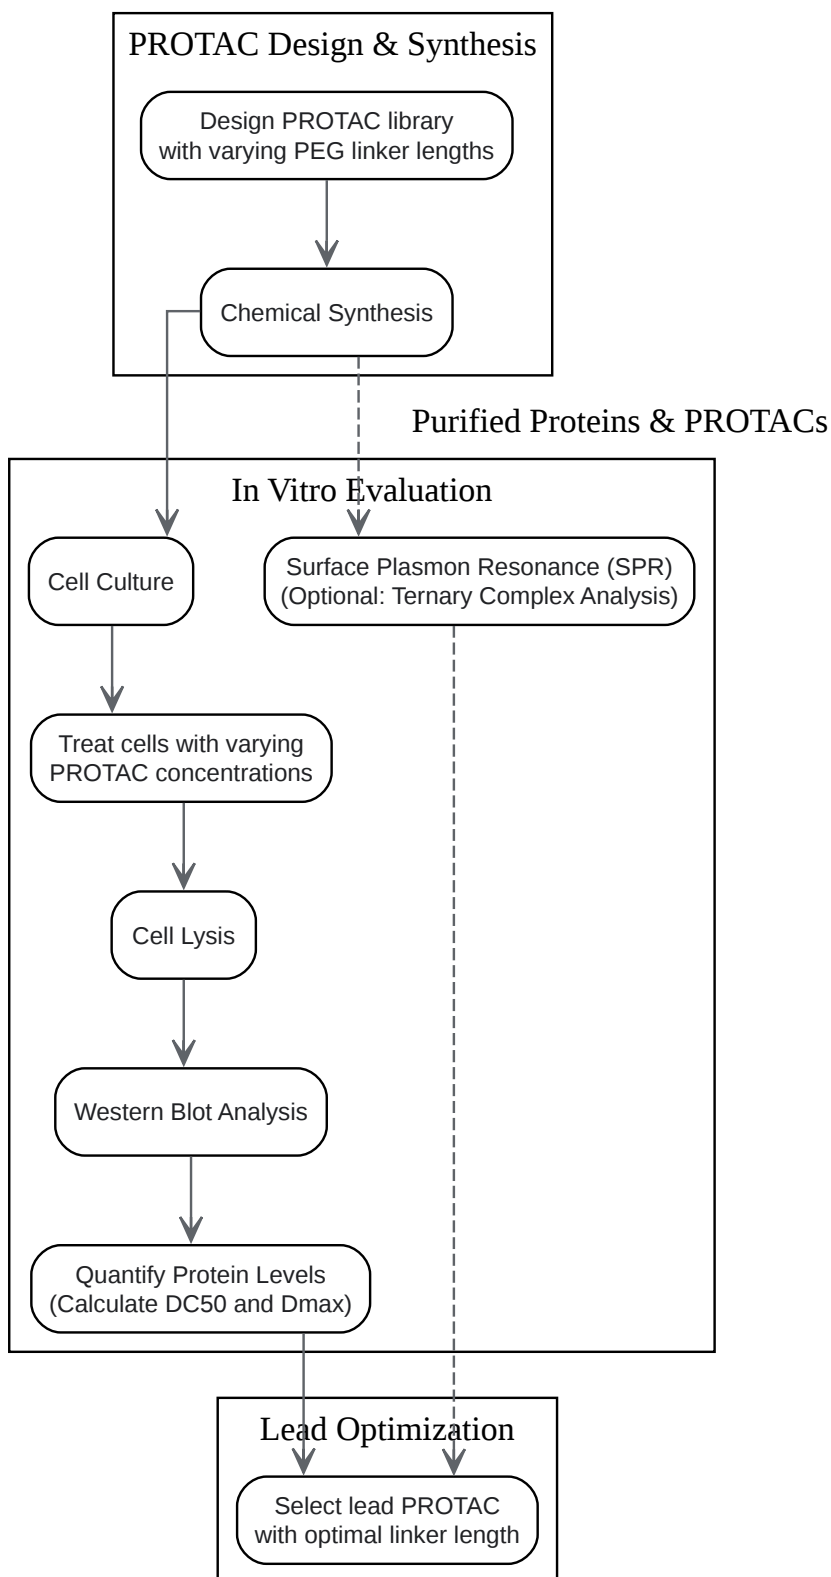 PROTAC Design & Synthesis
Design PROTAC library
with varying PEG linker lengths
Chemical Synthesis
Purified Proteins & PROTACs
In Vitro Evaluation
Cell Culture
Surface Plasmon Resonance (SPR)
(Optional: Ternary Complex Analysis)
Treat cells with varying
PROTAC concentrations
Cell Lysis
Western Blot Analysis
Quantify Protein Levels
(Calculate DC50 and Dmax)
Lead Optimization
Select lead PROTAC
with optimal linker length